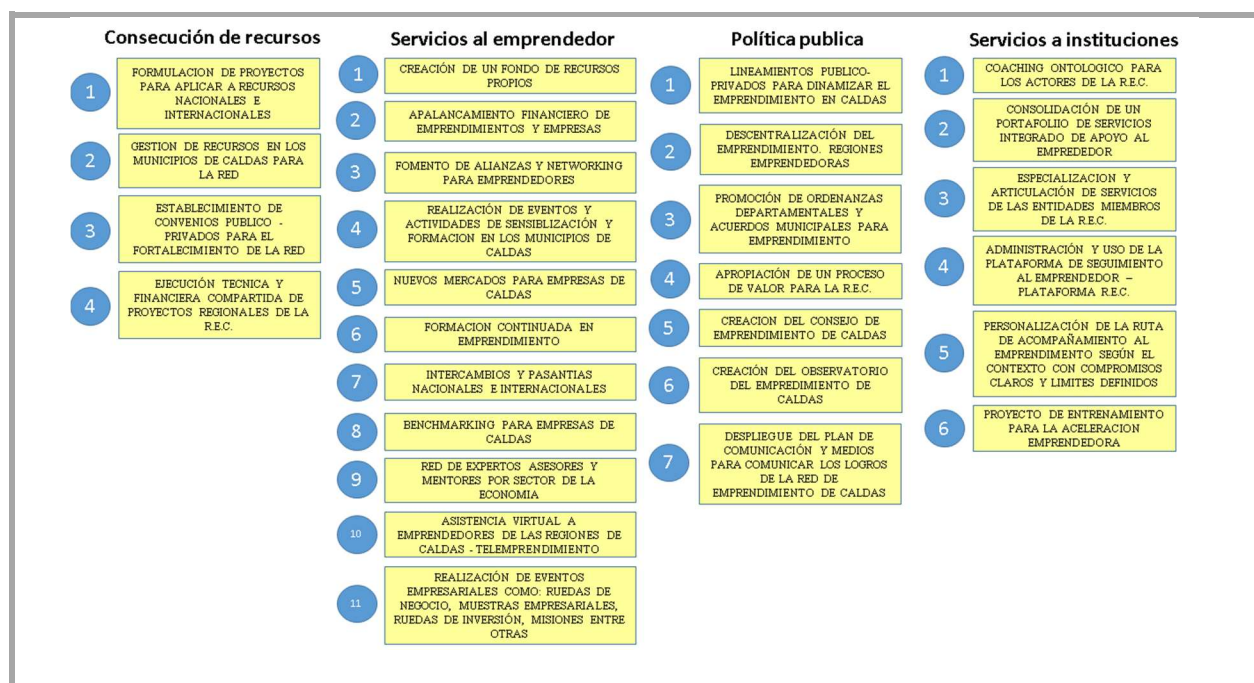 Consecución de recursos
1
FORMULACION DE PROYECTOS
PARA APLICAR A RECURSOS
NACIONALES E
INTERNACIONALES
2
GESTION DE RECURSOS EN LOS
MUNICIPIOS DE CALDAS PARA
LA RED
3
ESTABLECIMIENTO DE
CONVENIOS PUBLICO -
PRIVADOS PARA EL
FORTALECIMIENTO DE LA RED
4
EJECUCIÓN TECNICA Y
FINANCIERA COMPARTIDA DE
PROYECTOS REGIONALES DE LA
R.E.C.
Servicios al emprendedor
1
CREACIÓN DE UN FONDO DE RECURSOS
PROPIOS
2
APALANCAMIENTO FINANCIERO DE
EMPRENDIMIENTOS Y EMPRESAS
3
FOMENTO DE ALIANZAS Y NETWORKING
PARA EMPRENDEDORES
4
REALIZACIÓN DE EVENTOS Y
ACTIVIDADES DE SENSIBLIZACIÓN Y
FORMACION EN LOS MUNICIPIOS DE
CALDAS
5
NUEVOS MERCADOS PARA EMPRESAS DE
CALDAS
6
FORMACION CONTINUADA EN
EMPRENDIMIENTO
7
INTERCAMBIOS Y PASANTIAS
NACIONALES E INTERNACIONALES
8
BENCHMARKING PARA EMPRESAS DE
CALDAS
9
RED DE EXPERTOS ASESORES Y
MENTORES POR SECTOR DE LA
ECONOMIA
10
ASISTENCIA VIRTUAL A
EMPRENDEDORES DE LAS REGIONES DE
CALDAS - TELEMPRENDIMIENTO
11
REALIZACIÓN DE EVENTOS
EMPRESARIALES COMO: RUEDAS DE
NEGOCIO, MUESTRAS EMPRESARIALES,
RUEDAS DE INVERSIÓN, MISIONES ENTRE
OTRAS
Política publica
1
LINEAMIENTOS PUBLICO-
PRIVADOS PARA DINAMIZAR EL
EMPRENDIMIENTO EN CALDAS
2
DESCENTRALIZACIÓN DEL
EMPRENDIMIENTO. REGIONES
EMPRENDEDORAS
3
PROMOCIÓN DE ORDENANZAS
DEPARTAMENTALES Y
ACUERDOS MUNICIPALES PARA
EMPRENDIMIENTO
4
APROPIACIÓN DE UN PROCESO
DE VALOR PARA LA R.E.C.
5
CREACION DEL CONSEJO DE
EMPRENDIMIENTO DE CALDAS
6
CREACIÓN DEL OBSERVATORIO
DEL EMPREDIMIENTO DE
CALDAS
7
DESPLIEGUE DEL PLAN DE
COMUNICACIÓN Y MEDIOS
PARA COMUNICAR LOS LOGROS
DE LA RED DE
EMPRENDIMIENTO DE CALDAS
Servicios a instituciones
1
COACHING ONTOLOGICO PARA
LOS ACTORES DE LA R.E.C.
2
CONSOLIDACIÓN DE UN
PORTAFOLIO DE SERVICIOS
INTEGRADO DE APOYO AL
EMPREDEDOR
3
ESPECIALIZACION Y
ARTICULACIÓN DE SERVICIOS
DE LAS ENTIDADES MIEMBROS
DE LA R.E.C.
4
ADMINISTRACIÓN Y USO DE LA
PLATAFORMA DE SEGUIMIENTO
AL EMPRENDEDOR –
PLATAFORMA R.E.C.
5
PERSONALIZACIÓN DE LA RUTA
DE ACOMPAÑAMIENTO AL
EMPRENDIMENTO SEGÚN EL
CONTEXTO CON COMPROMISOS
CLAROS Y LIMITES DEFINIDOS
6
PROYECTO DE ENTRENAMIENTO
PARA LA ACELERACION
EMPRENDEDORA